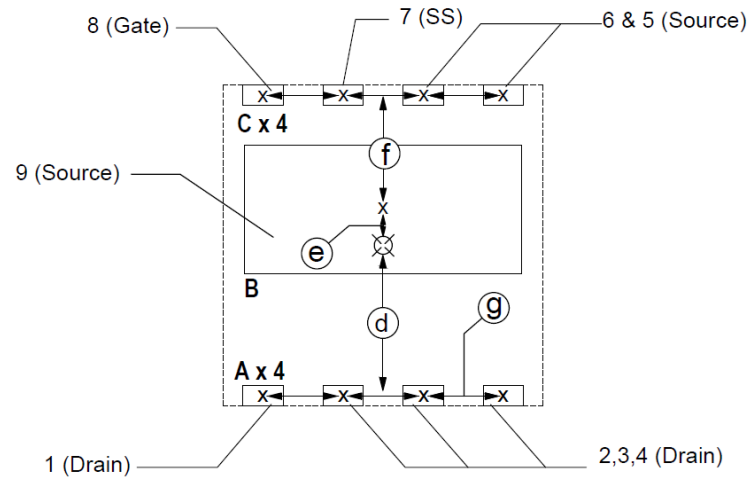 8 (Gate)
7 (SS)
6 & 5 (Source)
x x x x
C x 4
f
9 (Source)
x
e
B
d
g
A x 4
x x x x
1 (Drain)
2,3,4 (Drain)